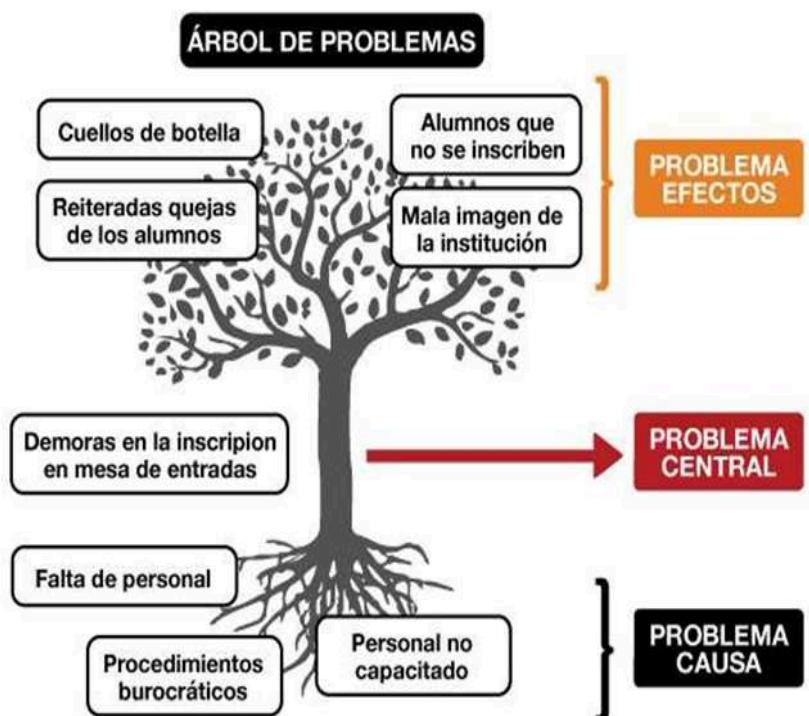 ÁRBOL DE PROBLEMAS
Cuellos de botella
Alumnos que
no se inscriben
Reiteradas quejas
de los alumnos
Mala imagen de
la institución
PROBLEMA
EFECTOS
Demoras en la inscripion
en mesa de entradas
PROBLEMA
CENTRAL
Falta de personal
Procedimientos
burocráticos
Personal no
capacitado
PROBLEMA
CAUSA